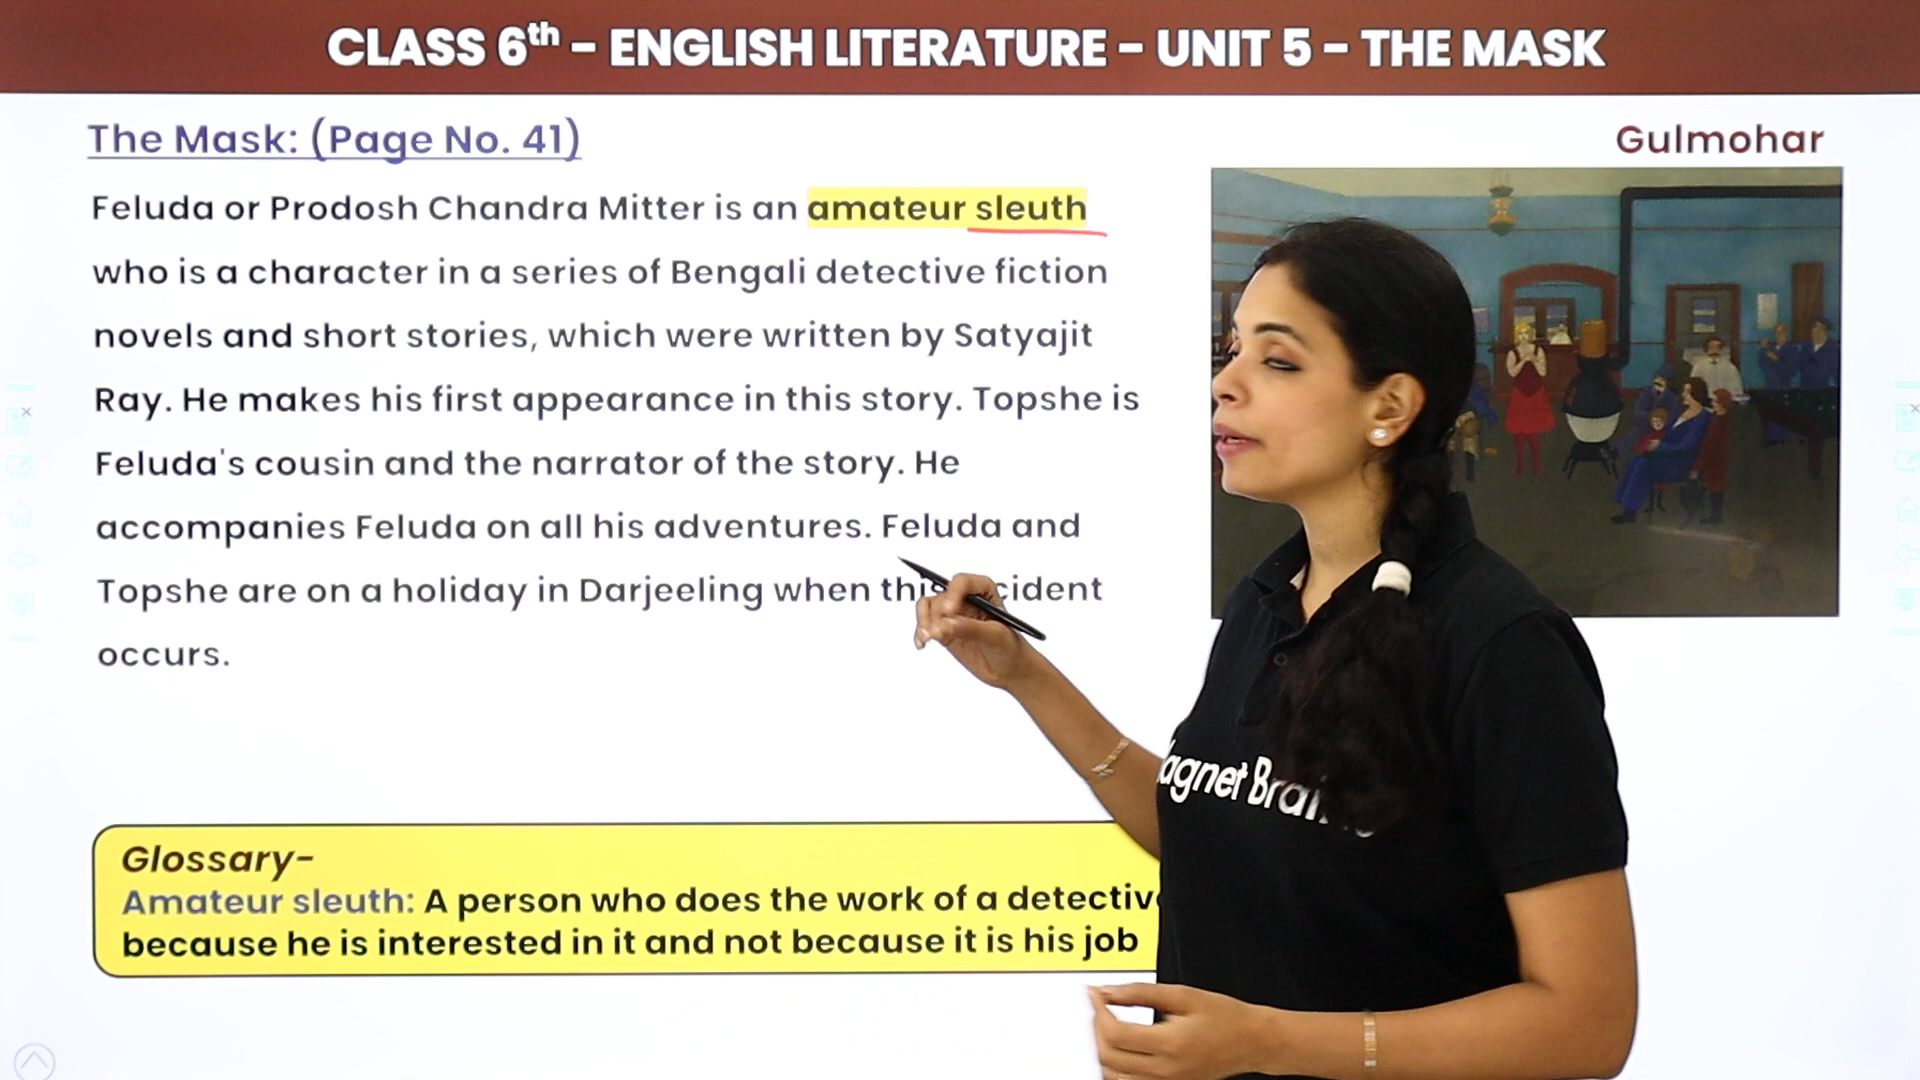 CLASS 6th – ENGLISH LITERATURE – UNIT 5 – THE MASK
The Mask: (Page No. 41)
Gulmohar
Feluda or Prodosh Chandra Mitter is an amateur sleuth
who is a character in a series of Bengali detective fiction
novels and short stories, which were written by Satyajit
Ray. He makes his first appearance in this story. Topshe is
Feluda's cousin and the narrator of the story. He
accompanies Feluda on all his adventures. Feluda and
Topshe are on a holiday in Darjeeling when this
occurs.
Glossary-
Amateur sleuth: A person who does the work of a detective
because he is interested in it and not because it is his job